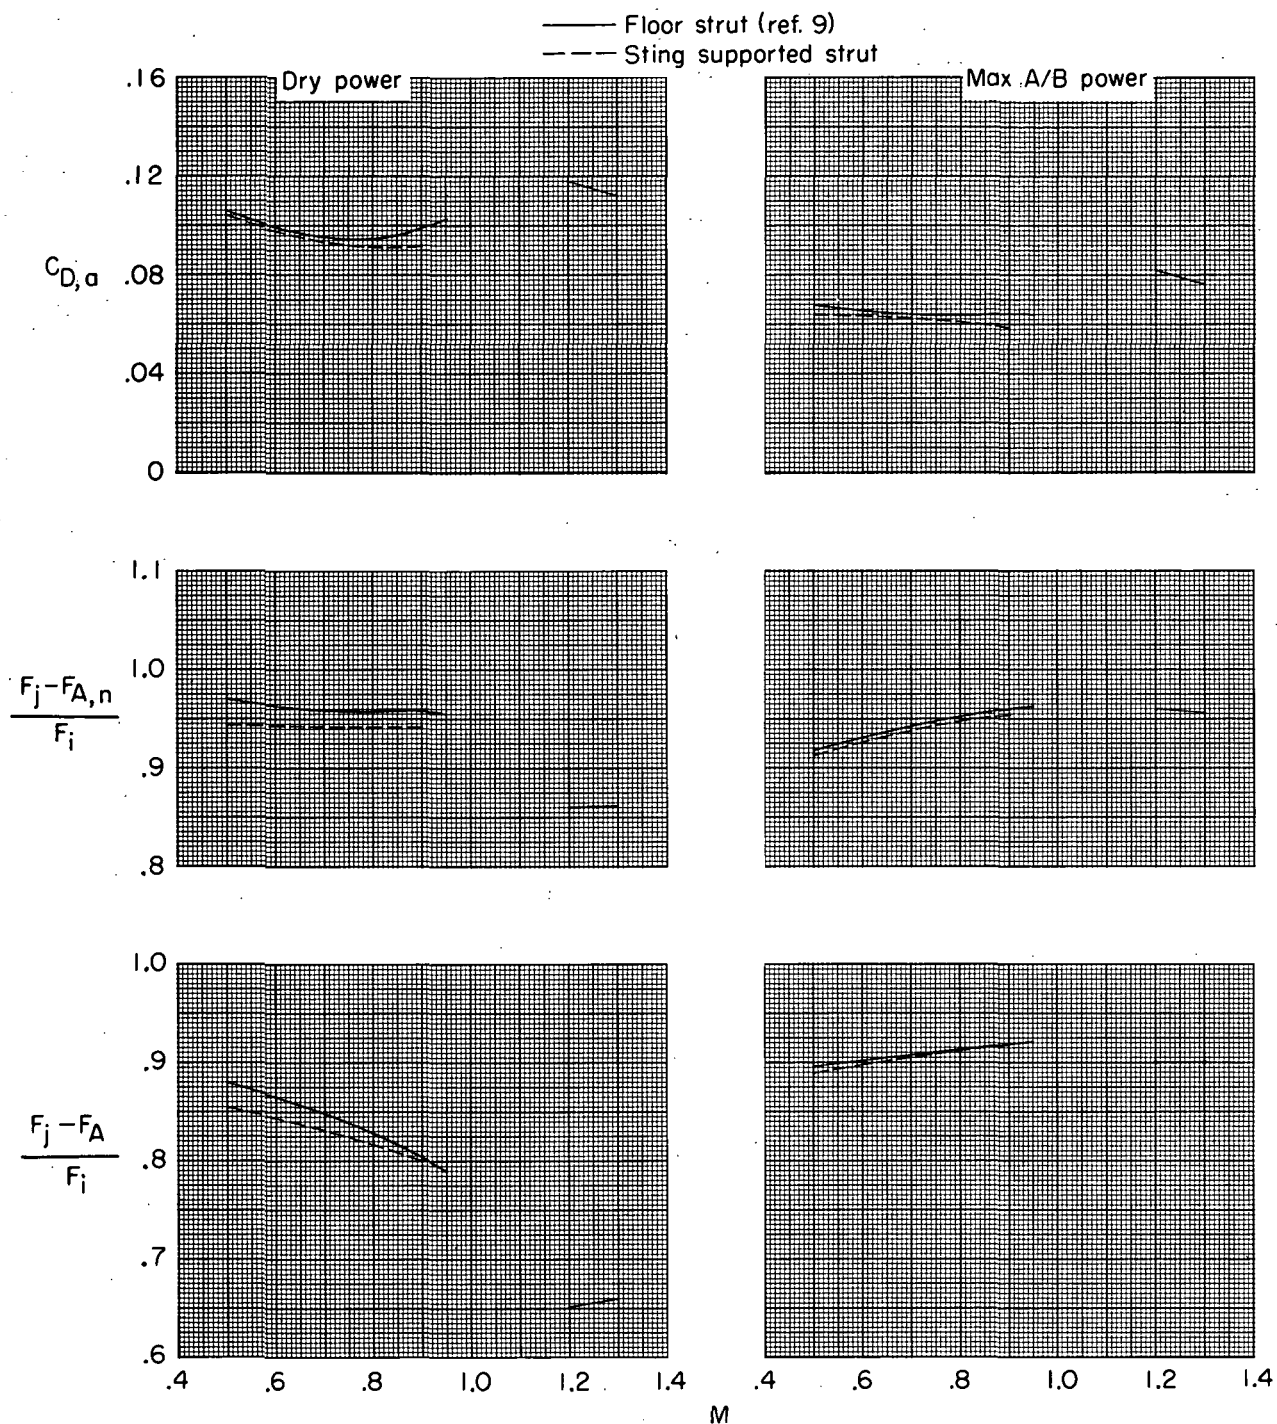 Floor strut (ref. 9)
Sting supported strut
Dry power
Max A/B power
.16
.12
.08
.04
0
C_D,a
1.1
1.0
.9
.8
F_j-F_A,n
F_i
1.0
.9
.8
.7
.6
F_j-F_A
F_i
.4 .6 .8 1.0 1.2 1.4
.4 .6 .8 1.0 1.2 1.4
M